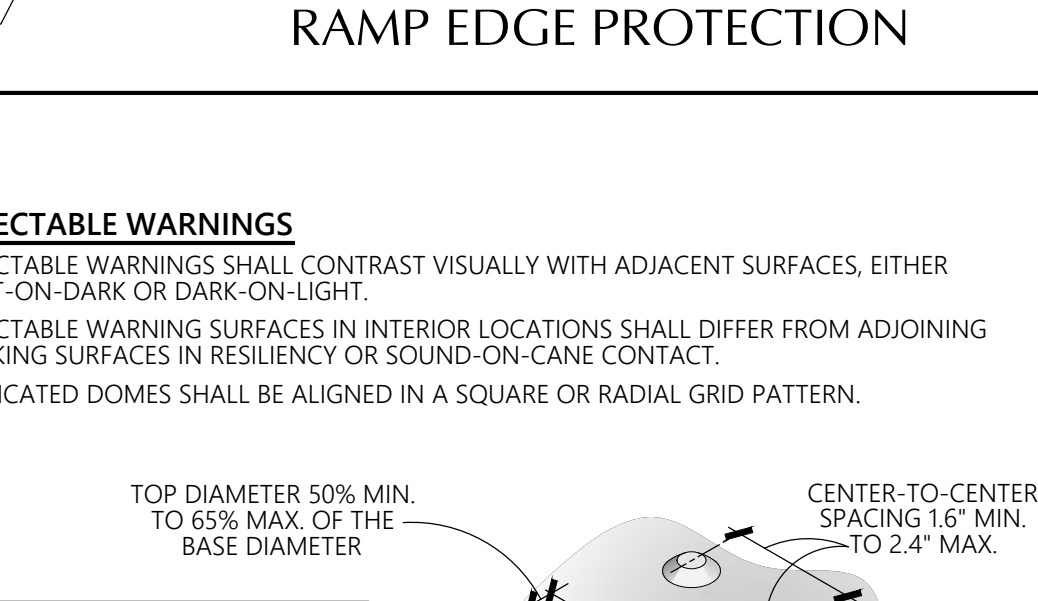 RAMP EDGE PROTECTION
ECTABLE WARNINGS
CTABLE WARNINGS SHALL CONTRAST VISUALLY WITH ADJACENT SURFACES, EITHER
T-ON-DARK OR DARK-ON-LIGHT.
CTABLE WARNING SURFACES IN INTERIOR LOCATIONS SHALL DIFFER FROM ADJOINING
KING SURFACES IN RESILIENCY OR SOUND-ON-CANE CONTACT.
ICATED DOMES SHALL BE ALIGNED IN A SQUARE OR RADIAL GRID PATTERN.
TOP DIAMETER 50% MIN.
TO 65% MAX. OF THE
BASE DIAMETER
CENTER-TO-CENTER
SPACING 1.6" MIN.
TO 2.4" MAX.